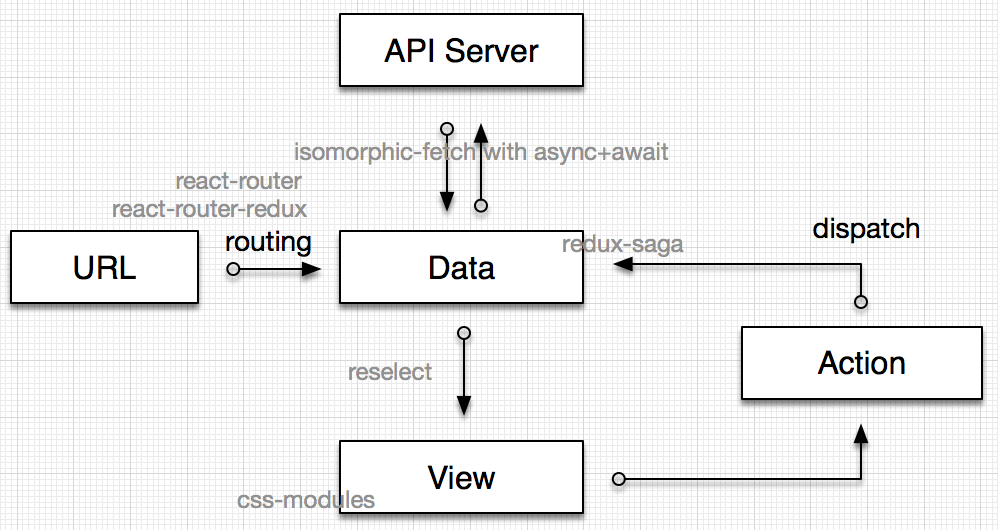 API Server
isomorphic-fetch with async+await
react-router
react-router-redux
routing
URL
Data
redux-saga
dispatch
reselect
Action
View
css-modules